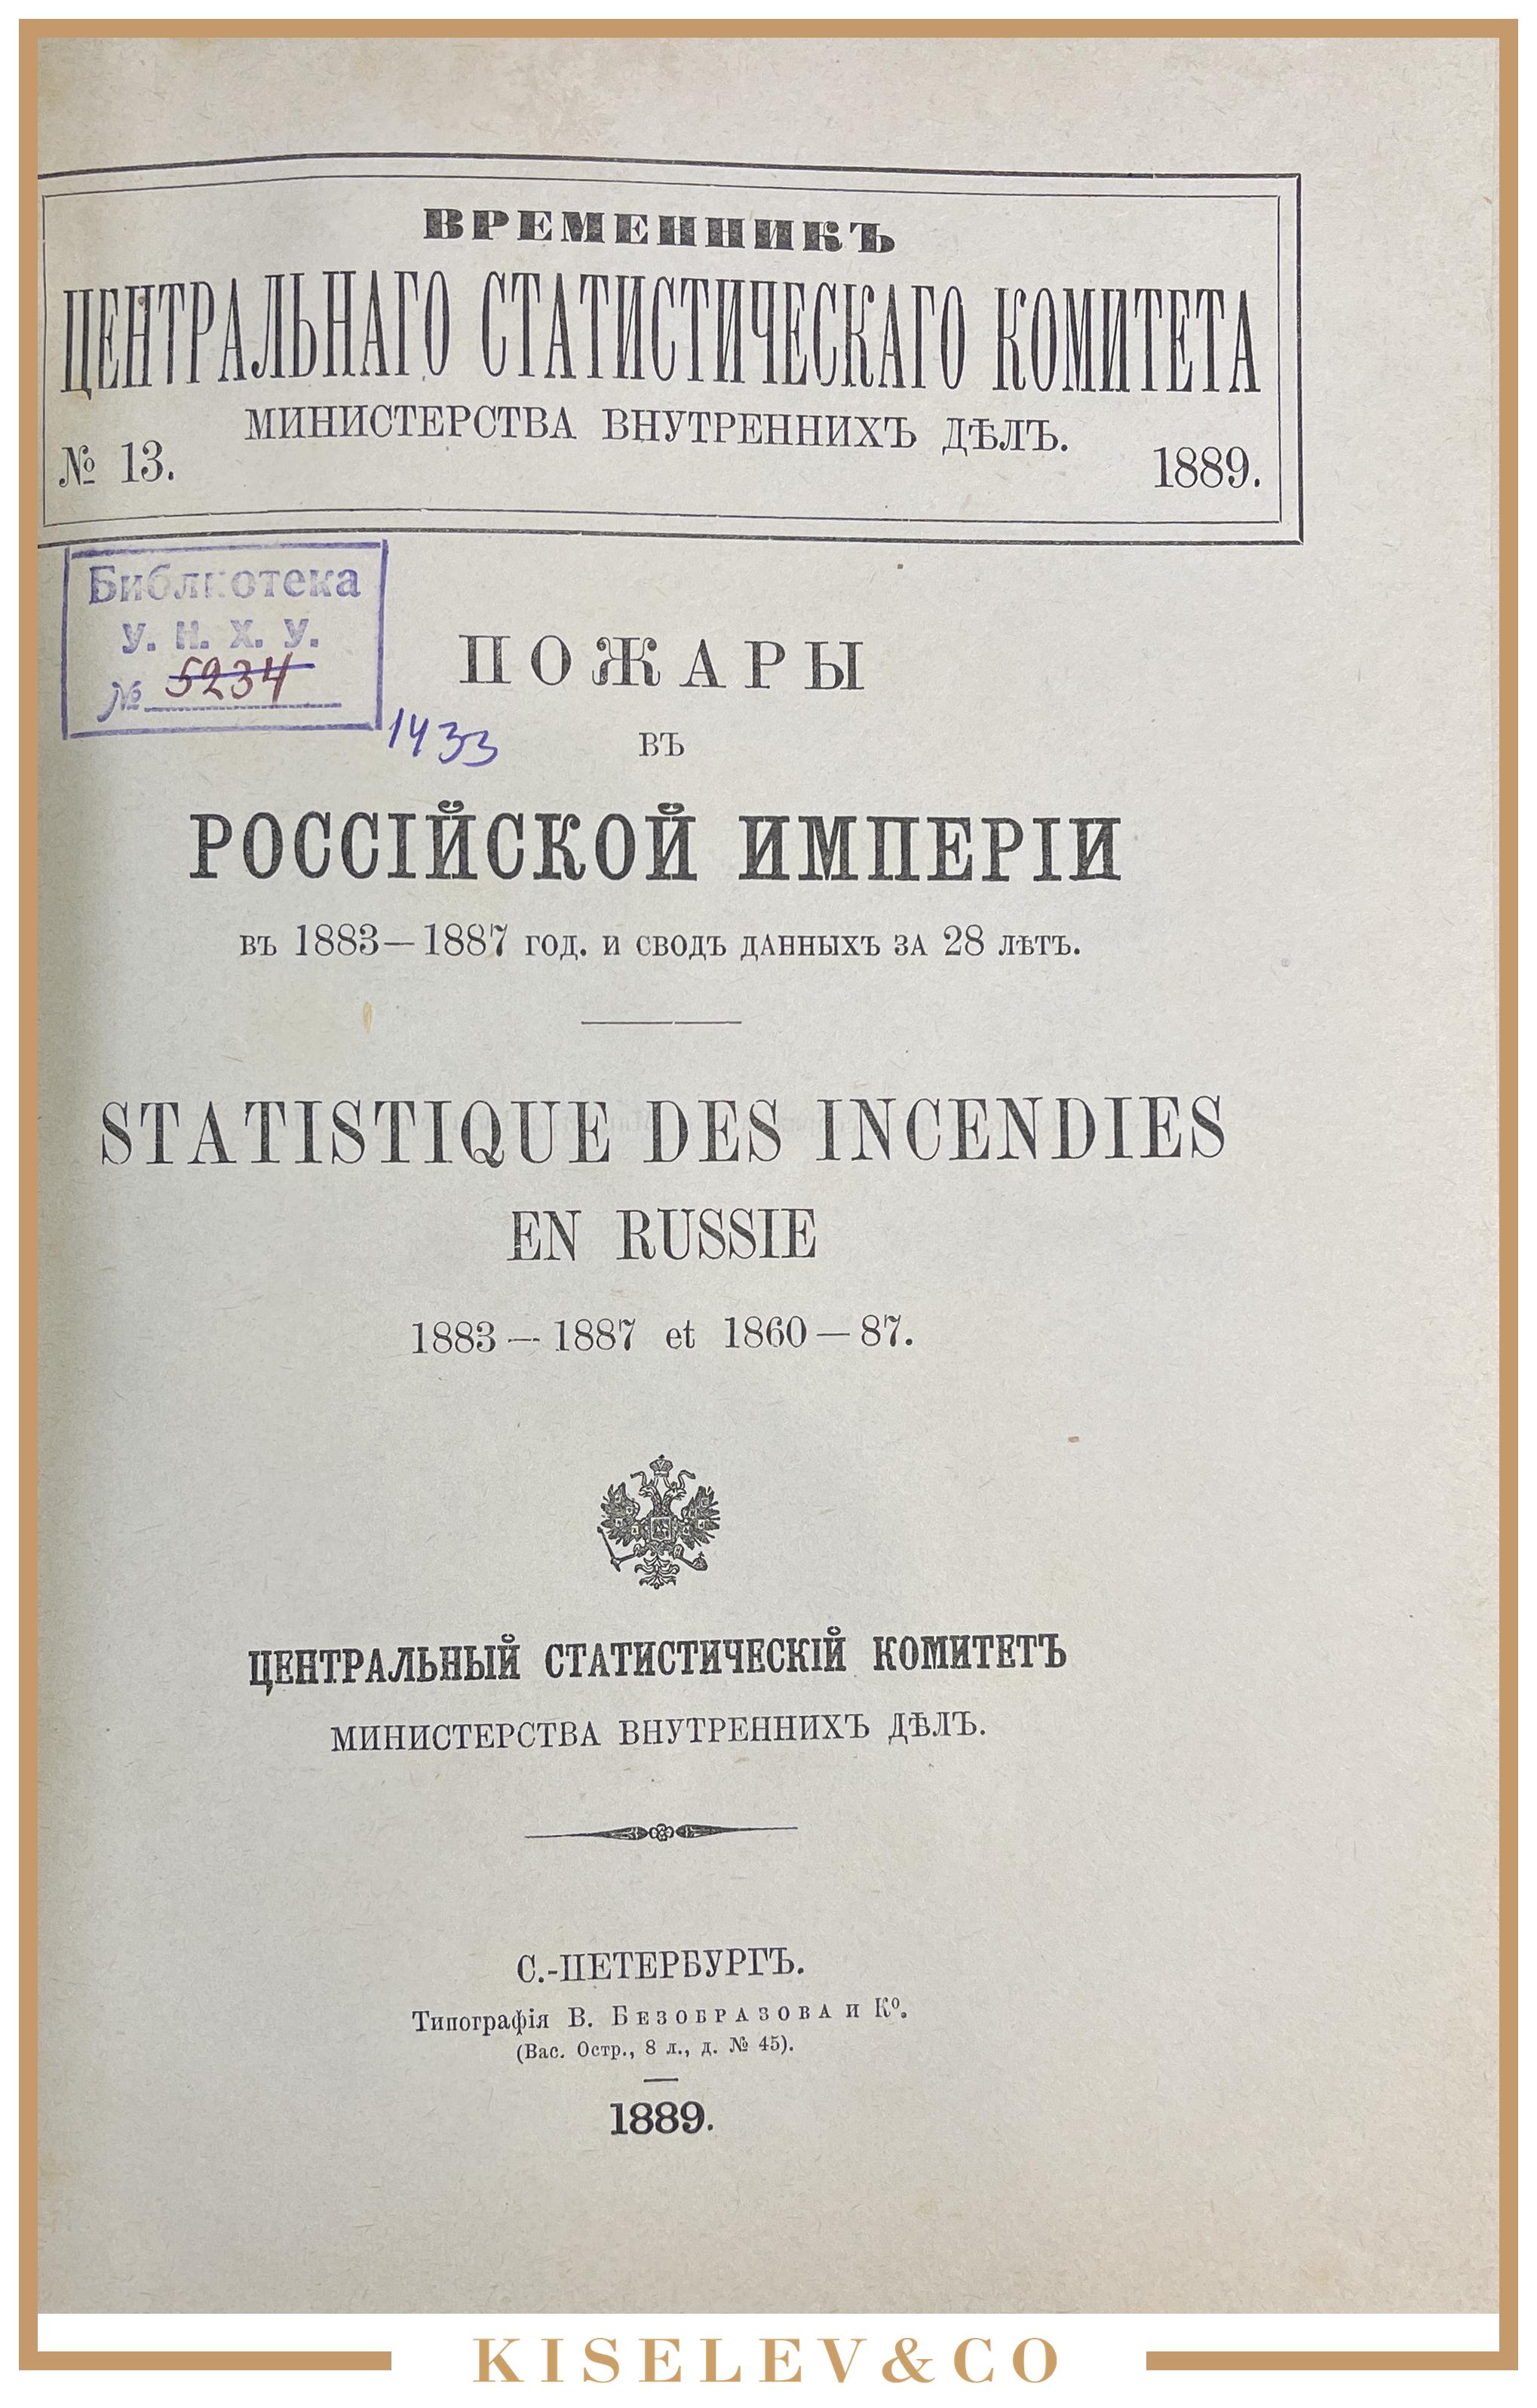 ВРЕМЕННИКЪ
ЦЕНТРАЛЬНАГО СТАТИСТИЧЕСКАГО КОМИТЕТА
МИНИСТЕРСТВА ВНУТРЕННИХЪ ДѢЛЪ.
№ 13.
1889.
Библиотека
У. Н. Х. У.
№ 5234
1433
ПОЖАРЫ
ВЪ
РОССІЙСКОЙ ИМПЕРІИ
ВЪ 1883—1887 ГОД. И СВОДЪ ДАННЫХЪ ЗА 28 ЛѢТЪ.
STATISTIQUE DES INCENDIES
EN RUSSIE
1883—1887 et 1860—87.
ЦЕНТРАЛЬНЫЙ СТАТИСТИЧЕСКІЙ КОМИТЕТЪ
МИНИСТЕРСТВА ВНУТРЕННИХЪ ДѢЛЪ.
С.-ПЕТЕРБУРГЪ.
Типографія В. БЕЗОБРАЗОВА и Кº.
(Вас. Остр., 8 л., д. № 45).
1889.
KISELEV&CO